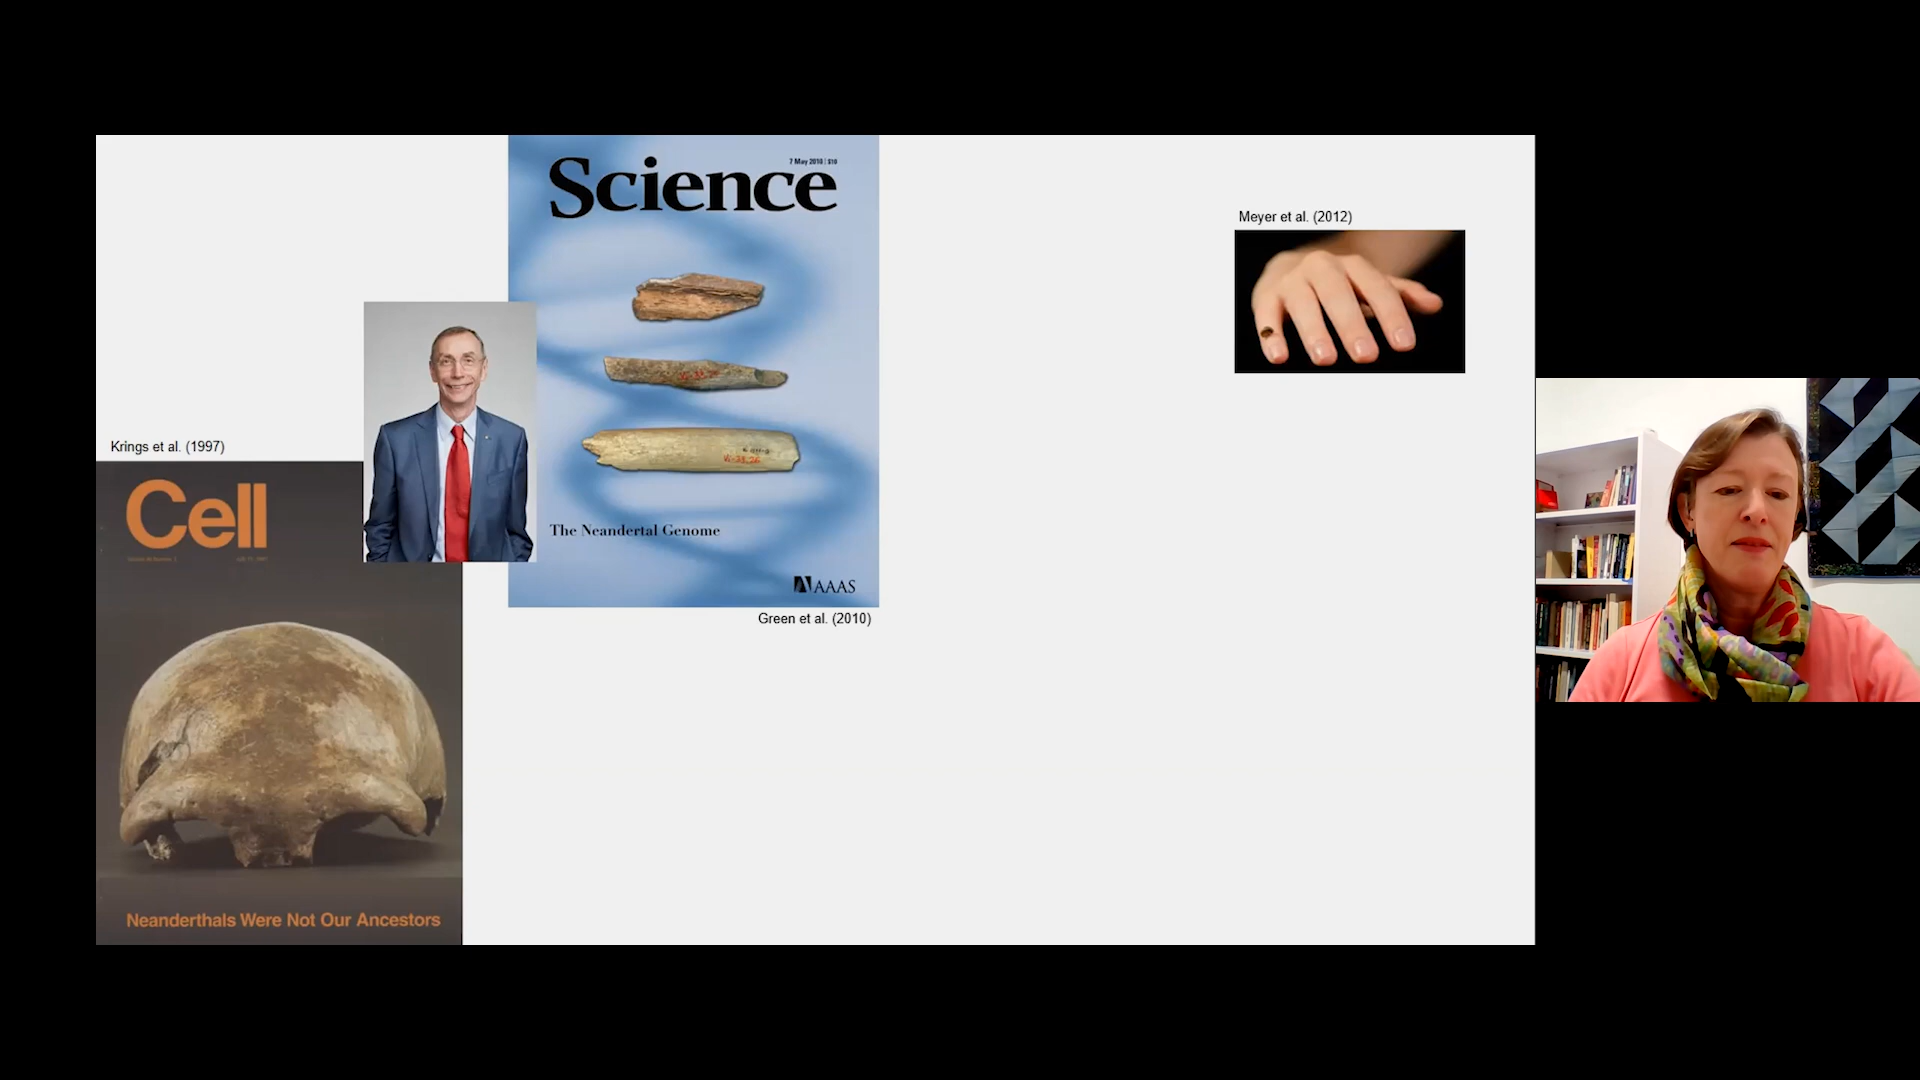 Science
7 May 2010 | $10
Meyer et al. (2012)
Krings et al. (1997)
Cell
The Neandertal Genome
AAAS
Green et al. (2010)
Neanderthals Were Not Our Ancestors